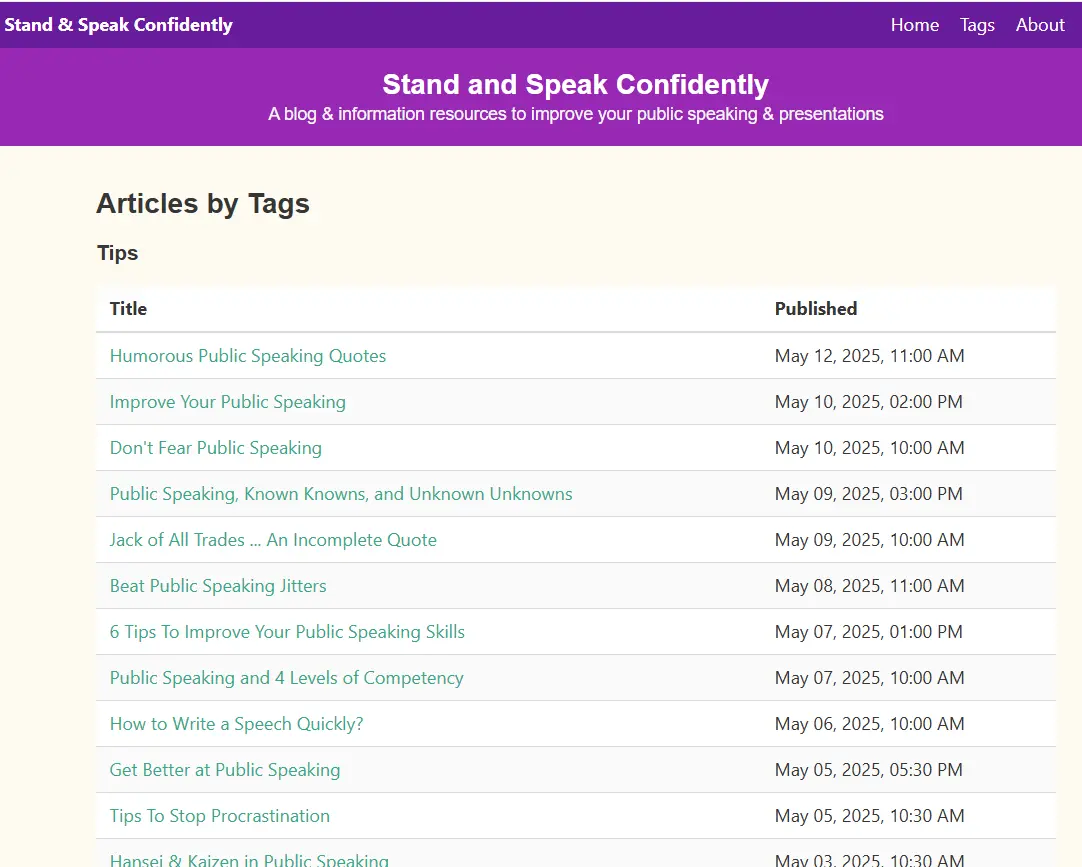 Stand & Speak Confidently Home Tags About
Stand and Speak Confidently
A blog & information resources to improve your public speaking & presentations
Articles by Tags
Tips
Title Published
Humorous Public Speaking Quotes May 12, 2025, 11:00 AM
Improve Your Public Speaking May 10, 2025, 02:00 PM
Don't Fear Public Speaking May 10, 2025, 10:00 AM
Public Speaking, Known Knowns, and Unknown Unknowns May 09, 2025, 03:00 PM
Jack of All Trades ... An Incomplete Quote May 09, 2025, 10:00 AM
Beat Public Speaking Jitters May 08, 2025, 11:00 AM
6 Tips To Improve Your Public Speaking Skills May 07, 2025, 01:00 PM
Public Speaking and 4 Levels of Competency May 07, 2025, 10:00 AM
How to Write a Speech Quickly? May 06, 2025, 10:00 AM
Get Better at Public Speaking May 05, 2025, 05:30 PM
Tips To Stop Procrastination May 05, 2025, 10:30 AM
Hansei & Kaizen in Public Speaking May 03, 2025, 10:30 AM